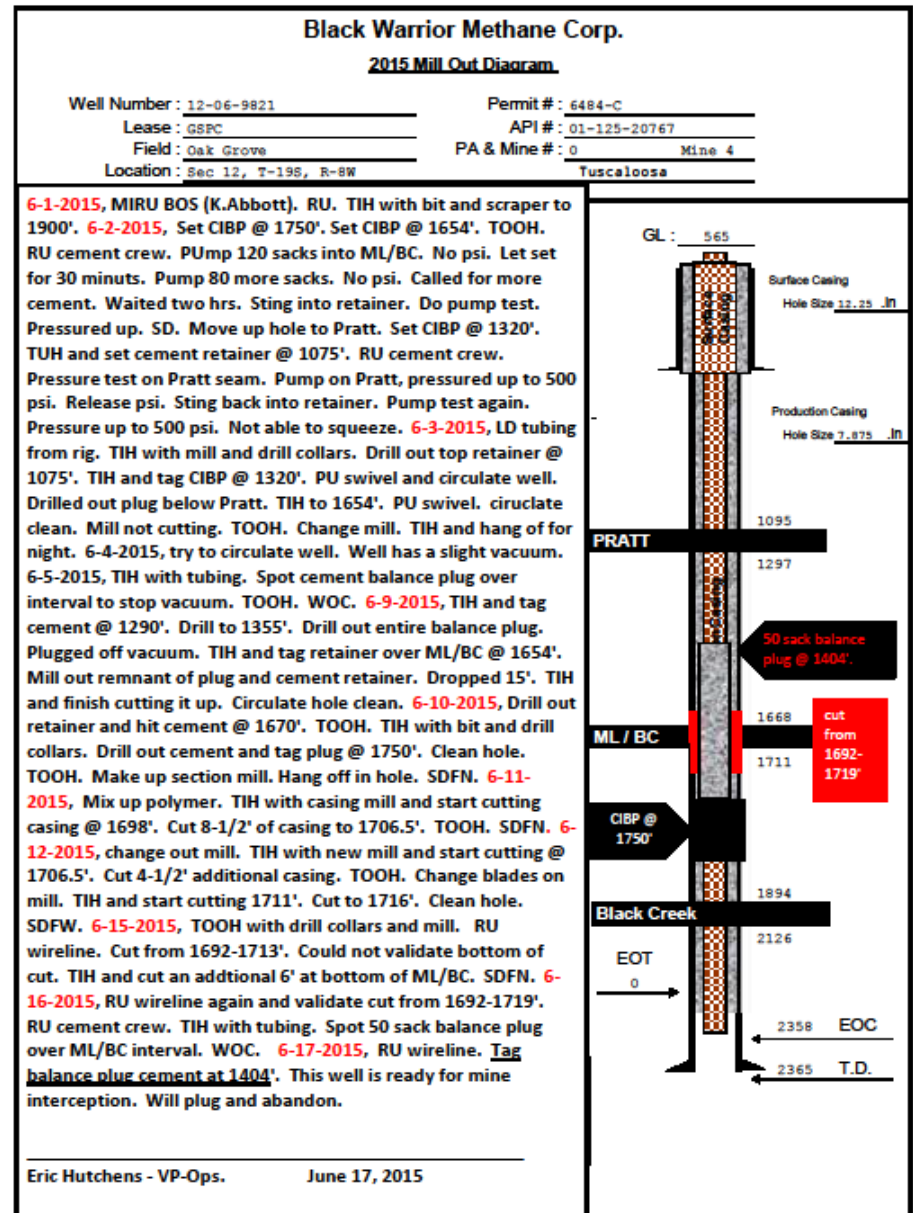 Black Warrior Methane Corp.
2015 Mill Out Diagram
Well Number : 12-06-9821 Permit # : 6484-C
Lease : GSPC API # : 01-125-20767
Field : Oak Grove PA & Mine # : 0 Mine 4
Location : Sec 12, T-19S, R-8W Tuscaloosa
6-1-2015, MIRU BOS (K.Abbott). RU. TIH with bit and scraper to
1900'. 6-2-2015, Set CIBP @ 1750'. Set CIBP @ 1654'. TOOH.
RU cement crew. PUmp 120 sacks into ML/BC. No psi. Let set
for 30 minuts. Pump 80 more sacks. No psi. Called for more
cement. Waited two hrs. Sting into retainer. Do pump test.
Pressured up. SD. Move up hole to Pratt. Set CIBP @ 1320'.
TUH and set cement retainer @ 1075'. RU cement crew.
Pressure test on Pratt seam. Pump on Pratt, pressured up to 500
psi. Release psi. Sting back into retainer. Pump test again.
Pressure up to 500 psi. Not able to squeeze. 6-3-2015, LD tubing
from rig. TIH with mill and drill collars. Drill out top retainer @
1075'. TIH and tag CIBP @ 1320'. PU swivel and circulate well.
Drilled out plug below Pratt. TIH to 1654'. PU swivel. ciruclate
clean. Mill not cutting. TOOH. Change mill. TIH and hang of for
night. 6-4-2015, try to circulate well. Well has a slight vacuum.
6-5-2015, TIH with tubing. Spot cement balance plug over
interval to stop vacuum. TOOH. WOC. 6-9-2015, TIH and tag
cement @ 1290'. Drill to 1355'. Drill out entire balance plug.
Plugged off vacuum. TIH and tag retainer over ML/BC @ 1654'.
Mill out remnant of plug and cement retainer. Dropped 15'. TIH
and finish cutting it up. Circulate hole clean. 6-10-2015, Drill out
retainer and hit cement @ 1670'. TOOH. TIH with bit and drill
collars. Drill out cement and tag plug @ 1750'. Clean hole.
TOOH. Make up section mill. Hang off in hole. SDFN. 6-11-
2015, Mix up polymer. TIH with casing mill and start cutting
casing @ 1698'. Cut 8-1/2' of casing to 1706.5'. TOOH. SDFN. 6-
12-2015, change out mill. TIH with new mill and start cutting @
1706.5'. Cut 4-1/2' additional casing. TOOH. Change blades on
mill. TIH and start cutting 1711'. Cut to 1716'. Clean hole.
SDFW. 6-15-2015, TOOH with drill collars and mill. RU
wireline. Cut from 1692-1713'. Could not validate bottom of
cut. TIH and cut an addtional 6' at bottom of ML/BC. SDFN. 6-
16-2015, RU wireline again and validate cut from 1692-1719'.
RU cement crew. TIH with tubing. Spot 50 sack balance plug
over ML/BC interval. WOC. 6-17-2015, RU wireline. Tag
balance plug cement at 1404'. This well is ready for mine
interception. Will plug and abandon.
Eric Hutchens - VP-Ops. June 17, 2015
GL : 565
Surface Casing
Hole Size 12.25 .In
Surface
Casing
Production Casing
Hole Size 7.875 .In
1095
PRATT
1297
Casing
50 sack balance
plug @ 1404'.
1668
ML / BC
1711
cut
from
1692-
1719'
CIBP @
1750'
1894
Black Creek
2126
EOT
0
2358 EOC
2365 T.D.